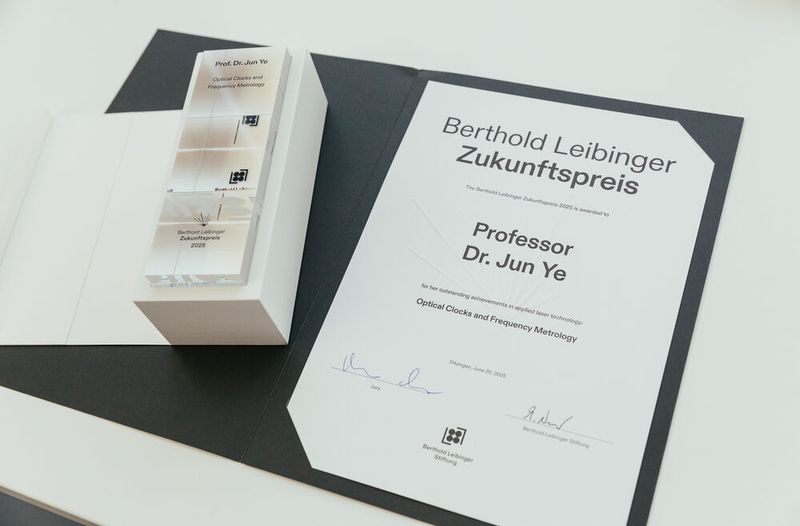 Prof. Dr. Jun Ye
Optical Clocks and
Frequency Metrology
Berthold Leibinger
Zukunftspreis
2025
Berthold Leibinger
Zukunftspreis
The Berthold Leibinger Zukunftspreis 2025 is awarded to
Professor
Dr. Jun Ye
for her outstanding achievements in applied laser technology:
Optical Clocks and Frequency Metrology
Ditzingen, June 20, 2025
Jury
Berthold Leibinger Stiftung
Berthold Leibinger
Stiftung